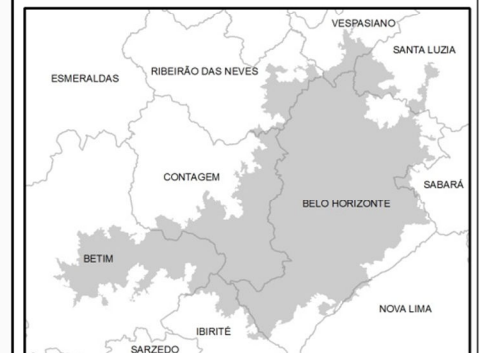 VESPASIANO
SANTA LUZIA
RIBEIRÃO DAS NEVES
ESMERALDAS
CONTAGEM
SABARÁ
BELO HORIZONTE
BETIM
NOVA LIMA
IBIRITÉ
SARZEDO